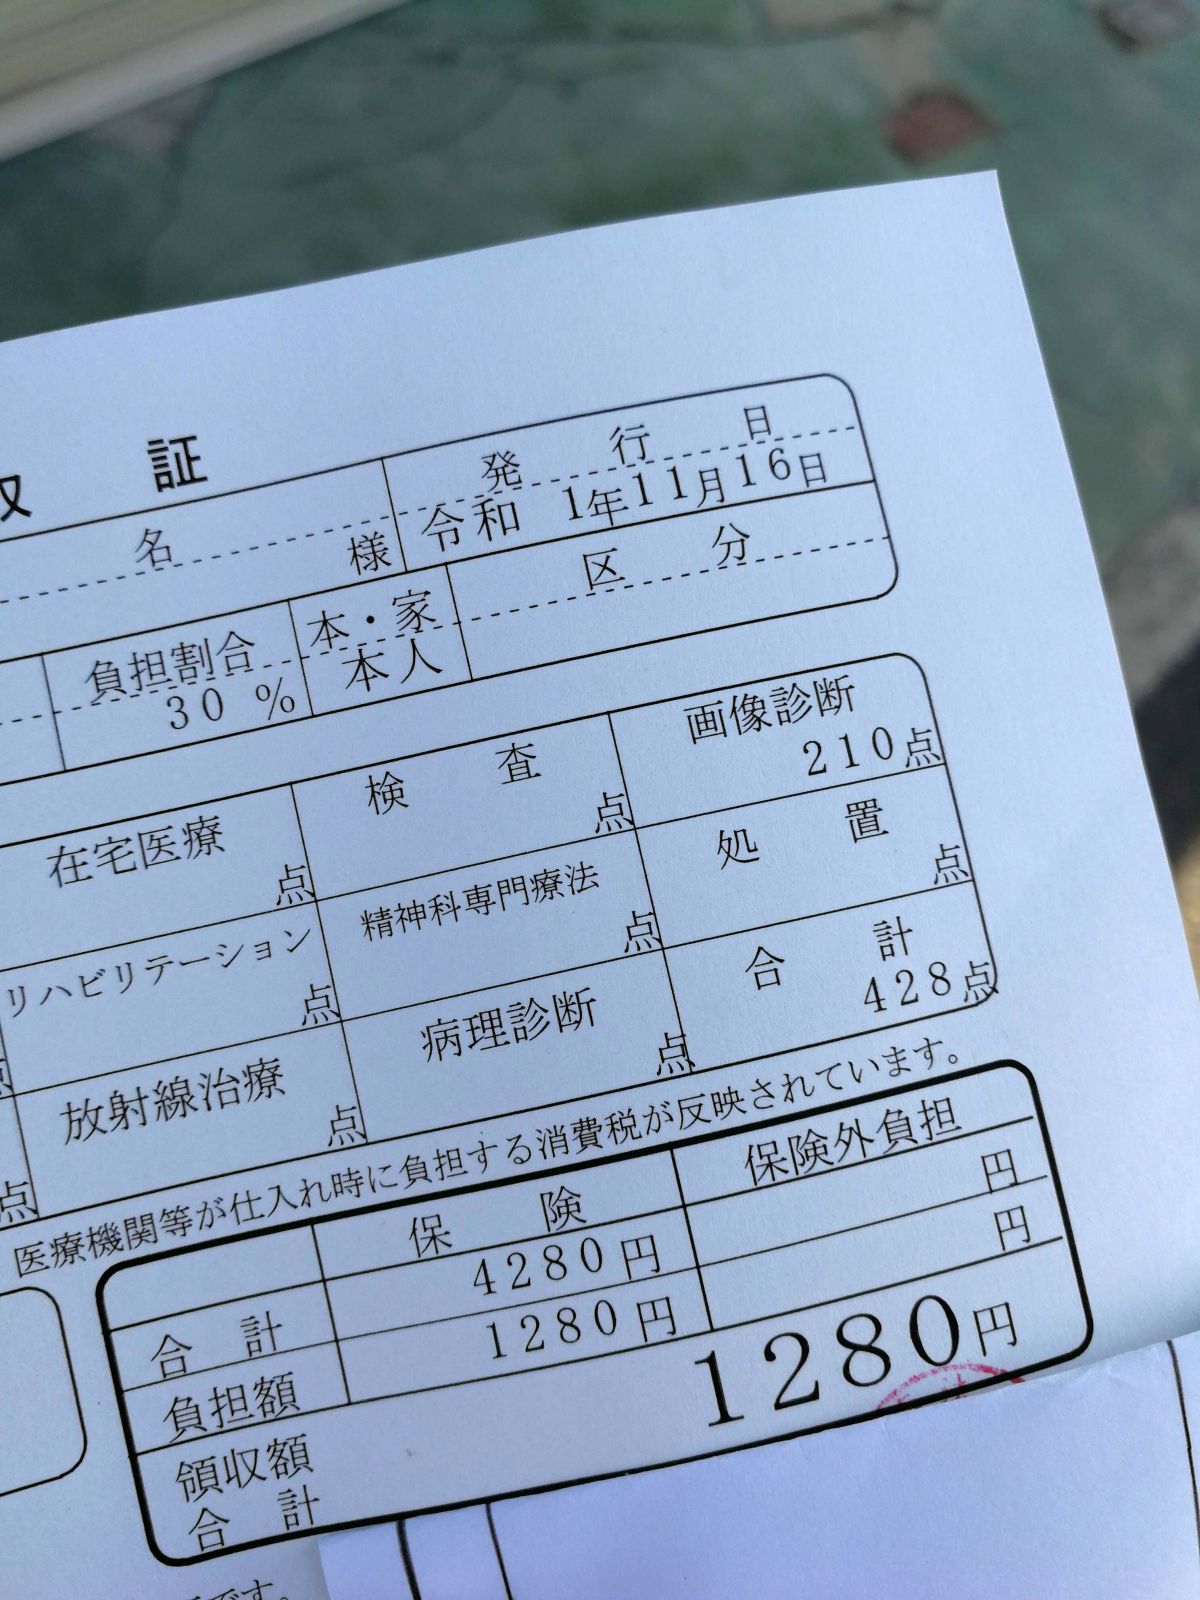 収 証
名 発 行 日
様 令和 1年11月16日
負担割合 本・家 区 分
30 % 本人
画像診断
210点
検 査
点
在宅医療
点
処 置
点
精神科専門療法
点
リハビリテーション
点
合 計
428点
病理診断
点
放射線治療
点
点
医療機関等が仕入れ時に負担する消費税が反映されています。
保 険 保険外負担
合 計 4280円 円
負担額 1280円 円
領収額
合 計 1280円
です。